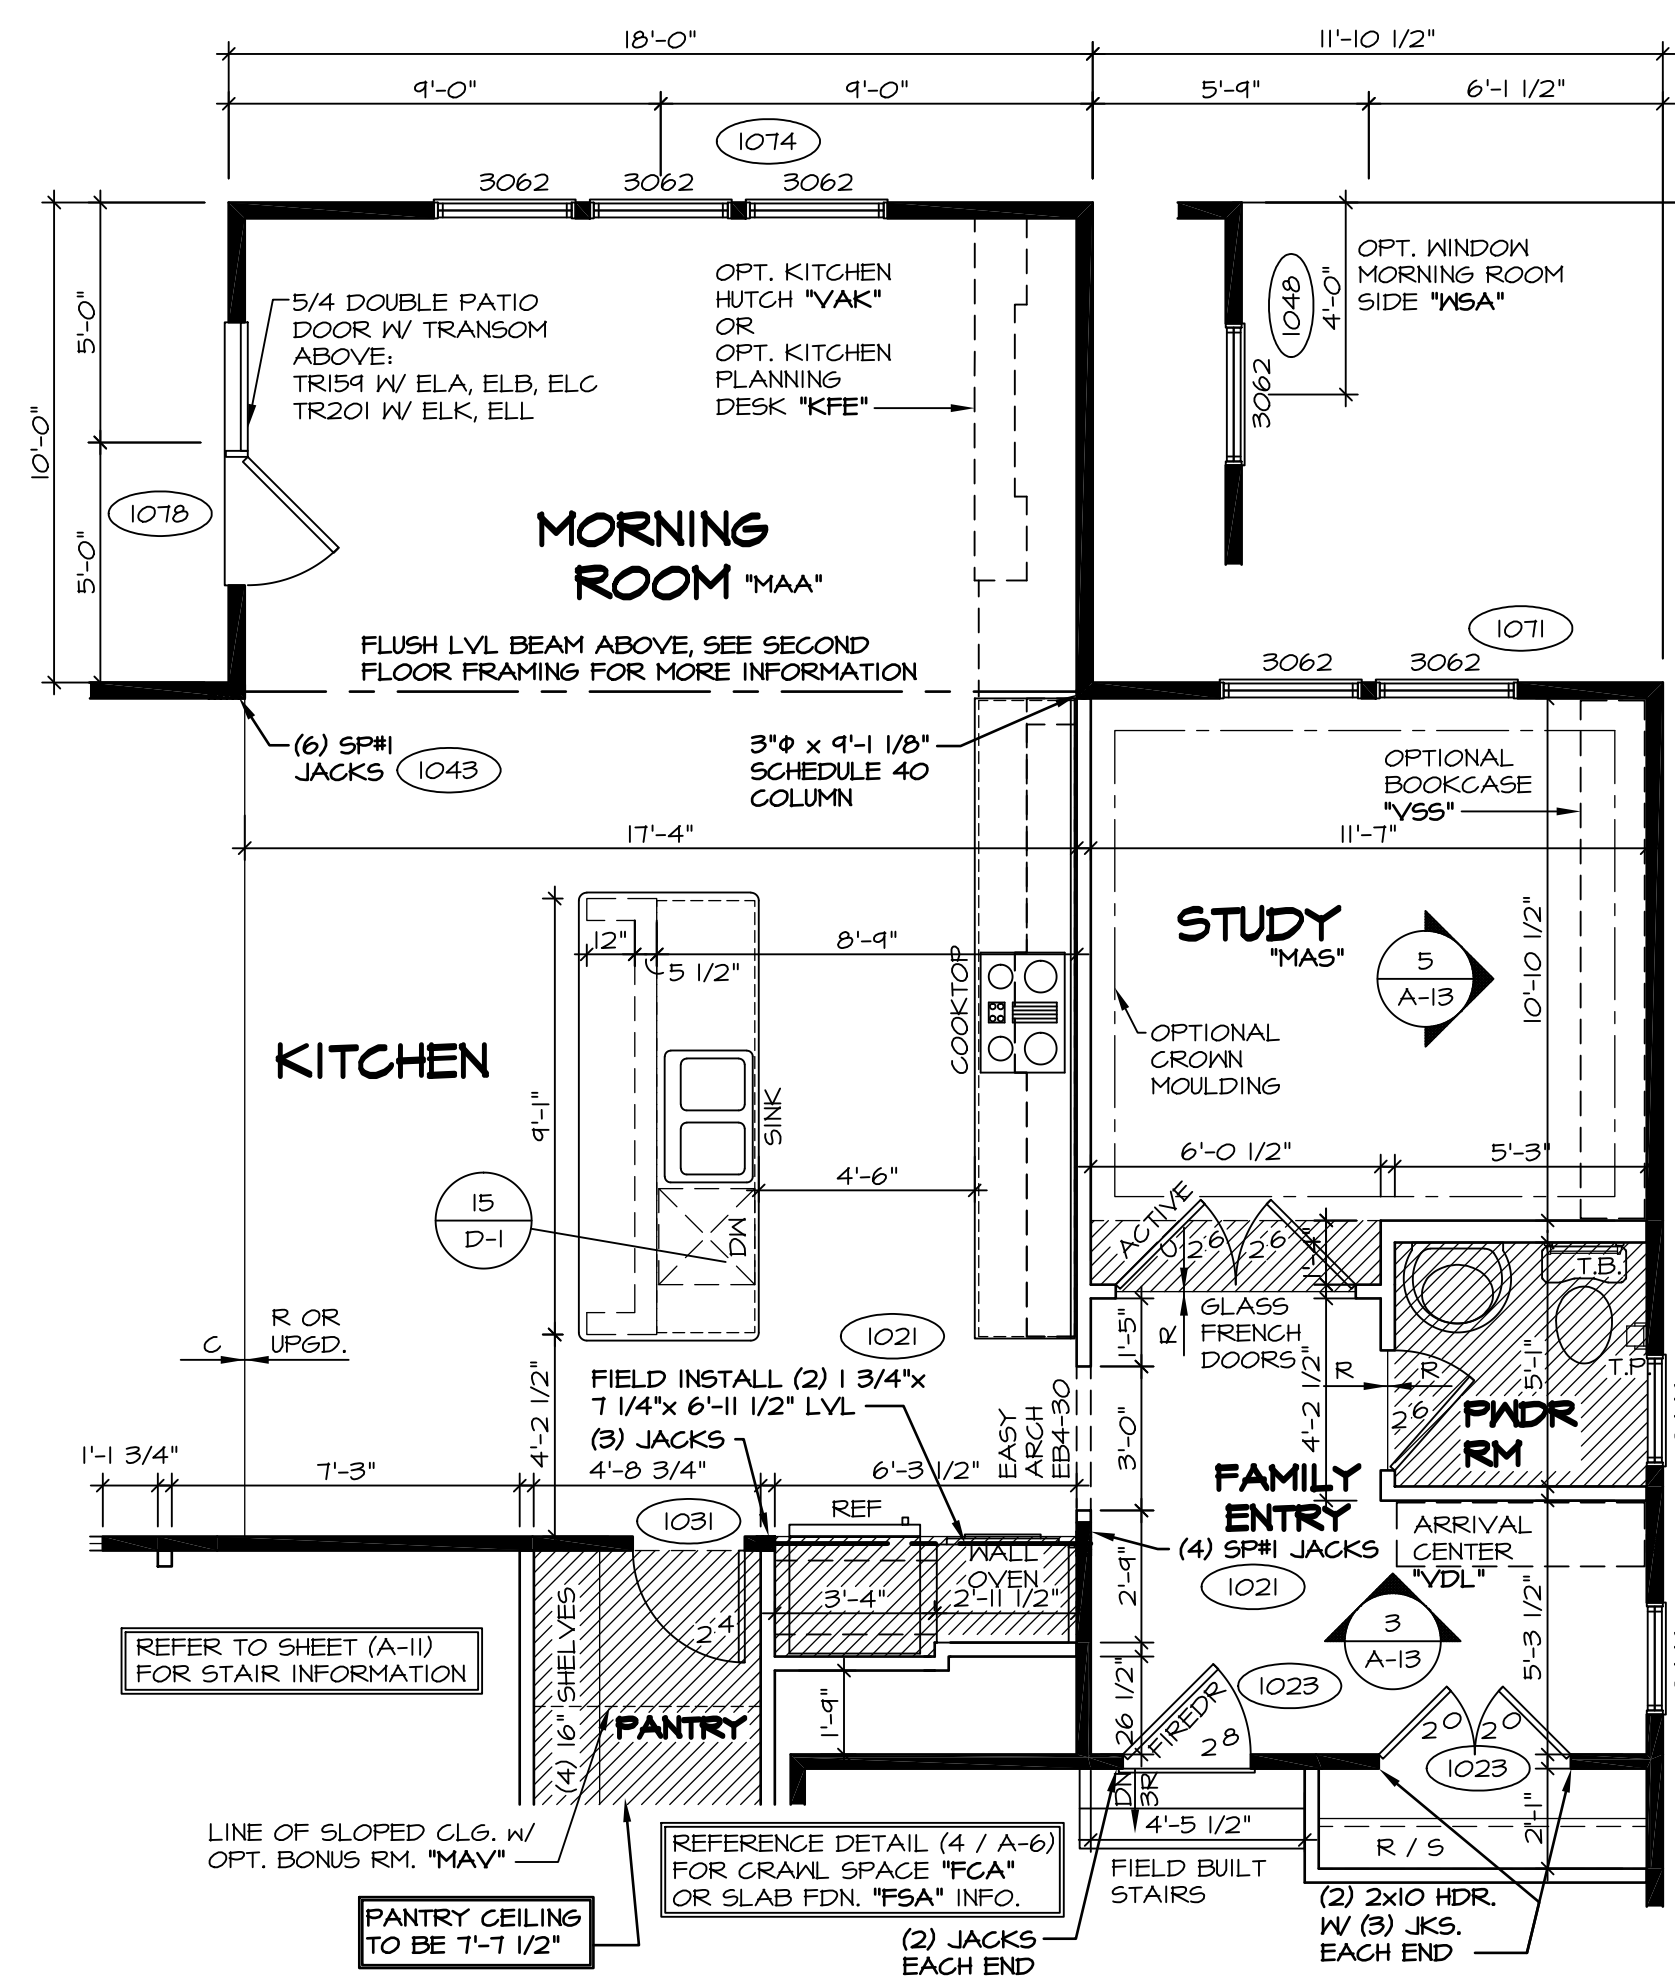 18'-0"
11'-10 1/2"
9'-0"
9'-0"
5'-9"
6'-1 1/2"
1074
3062
3062
3062
10'-0"
5'-0"
5'-0"
1078
5/4 DOUBLE PATIO
DOOR W/ TRANSOM
ABOVE:
TR159 W/ ELA, ELB, ELC
TR201 W/ ELK, ELL
OPT. KITCHEN
HUTCH "VAK"
OR
OPT. KITCHEN
PLANNING
DESK "KFE"
1048
4'-0"
3062
OPT. WINDOW
MORNING ROOM
SIDE "WSA"
MORNING
ROOM "MAA"
FLUSH LVL BEAM ABOVE, SEE SECOND
FLOOR FRAMING FOR MORE INFORMATION
1071
3062
3062
(6) SP#1
JACKS
1043
3"Φ x 9'-1 1/8"
SCHEDULE 40
COLUMN
OPTIONAL
BOOKCASE
"VSS"
17'-4"
11'-7"
STUDY
"MAS"
5
A-13
10'-10 1/2"
12"
5 1/2"
8'-9"
COOKTOP
OPTIONAL
CROWN
MOULDING
KITCHEN
9'-1"
SINK
4'-6"
6'-0 1/2"
5'-3"
15
D-1
DW
ACTIVE
C
26
26
1'-4"
T.B.
R OR
UPGD.
C
1021
1'-5"
R
GLASS
FRENCH
DOORS
4'-2 1/2"
R
R
26
5'-1"
T.P.
PWDR
RM
FIELD INSTALL (2) 1 3/4"x
7 1/4"x 6'-11 1/2" LVL
(3) JACKS
4'-2 1/2"
EASY
ARCH
EB4-30
3'-0"
1'-1 3/4"
7'-3"
4'-8 3/4"
6'-3 1/2"
FAMILY
ENTRY
1031
REF
ARRIVAL
CENTER
"VDL"
(4) SP#1 JACKS
1021
WALL
OVEN
3'-4"
2'-11 1/2"
2'-9"
24
(4) 16" SHELVES
REFER TO SHEET (A-11)
FOR STAIR INFORMATION
3
A-13
5'-3 1/2"
1023
PANTRY
1'-9"
26 1/2"
FIREDR
28
20
20
1023
DN
3R
4'-5 1/2"
2'-1"
R / S
LINE OF SLOPED CLG. W/
OPT. BONUS RM. "MAV"
REFERENCE DETAIL (4 / A-6)
FOR CRAWL SPACE "FCA"
OR SLAB FDN. "FSA" INFO.
FIELD BUILT
STAIRS
PANTRY CEILING
TO BE 7'-7 1/2"
(2) JACKS
EACH END
(2) 2x10 HDR.
W/ (3) JKS.
EACH END